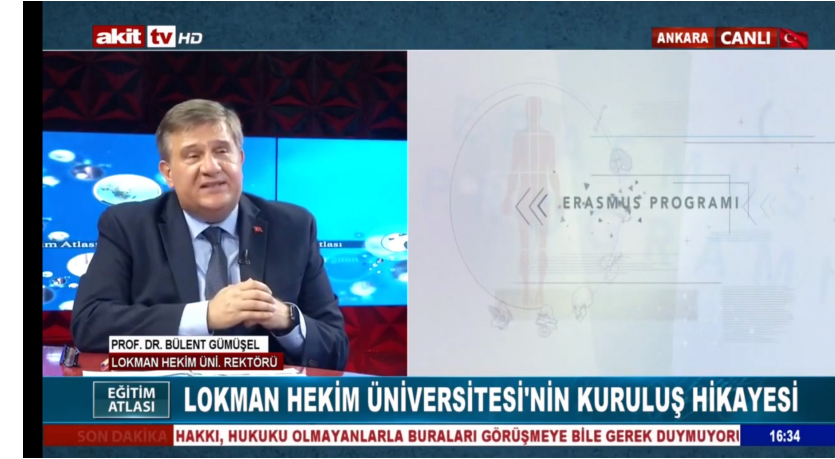 akit tv HD
ANKARA CANLI
ERASMUS PROGRAMI
PROF. DR. BÜLENT GÜMÜŞEL
LOKMAN HEKİM ÜNİ. REKTÖRÜ
EĞİTİM
ATLASI
LOKMAN HEKİM ÜNİVERSİTESİ'NİN KURULUŞ HİKAYESİ
SON DAKİKA HAKKI, HUKUKU OLMAYANLARLA BURALARI GÖRÜŞMEYE BİLE GEREK DUYMUYORU 16:34